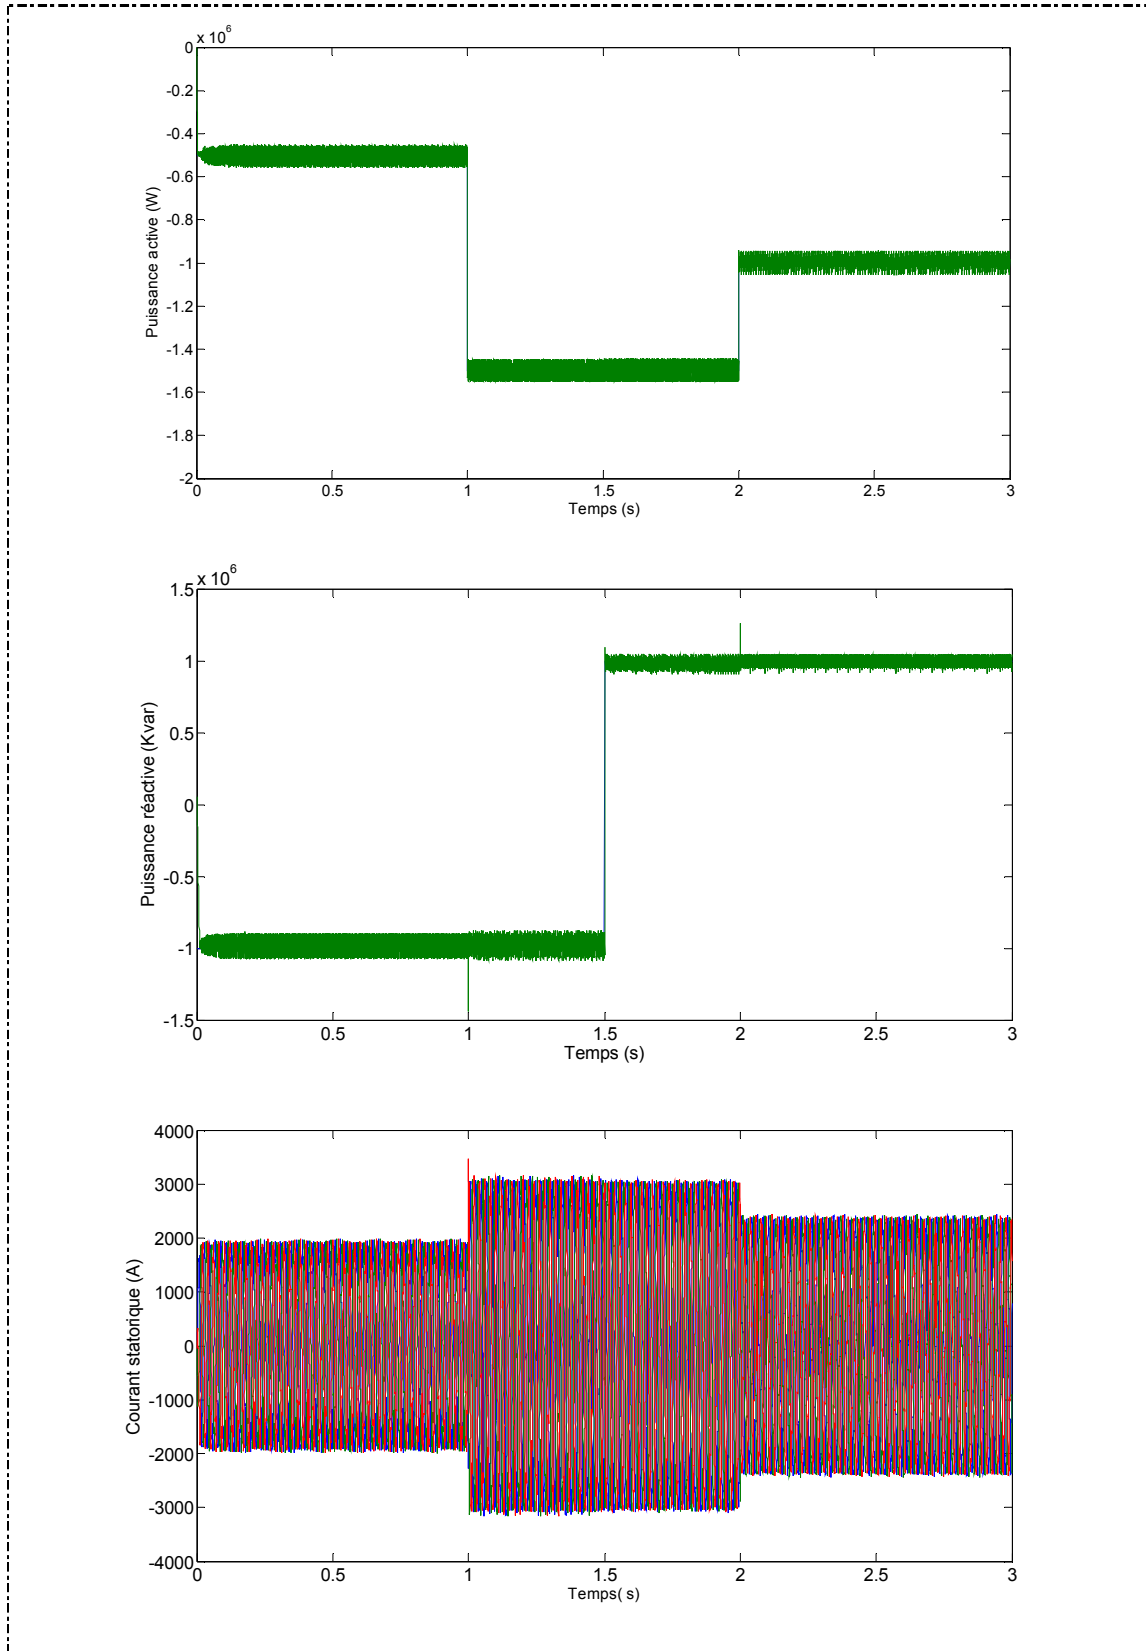 x 10^6
0
-0.2
-0.4
-0.6
-0.8
-1
-1.2
-1.4
-1.6
-1.8
-2
Puissance active (W)
0 0.5 1 1.5 2 2.5 3
Temps (s)
x 10^6
1.5
1
0.5
0
-0.5
-1
-1.5
Puissance réactive (Kvar)
0 0.5 1 1.5 2 2.5 3
Temps (s)
4000
3000
2000
1000
0
-1000
-2000
-3000
-4000
Courant statorique (A)
0 0.5 1 1.5 2 2.5 3
Temps( s)